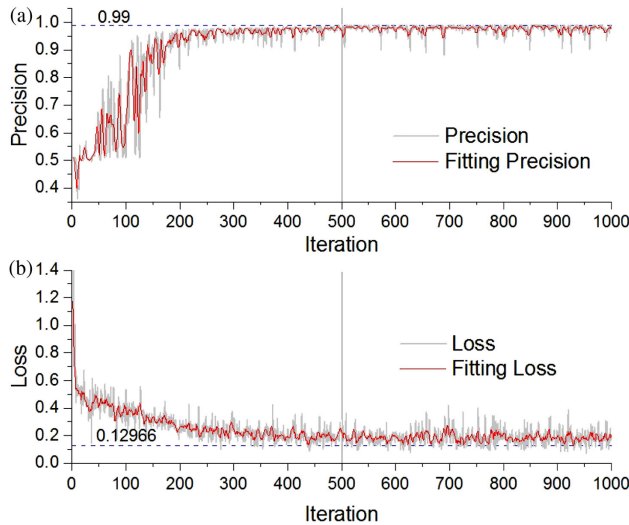 (a)
0.99
1.0
0.9
0.8
0.7
0.6
0.5
0.4
Precision
Precision
Fitting Precision
0 100 200 300 400 500 600 700 800 900 1000
Iteration
(b)
1.4
1.2
1.0
0.8
0.6
0.4
0.2
0.0
Loss
Loss
Fitting Loss
0.12966
0 100 200 300 400 500 600 700 800 900 1000
Iteration